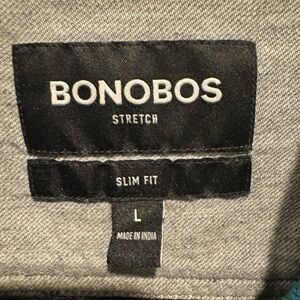 BONOBOS
STRETCH
SLIM FIT
L
MADE IN INDIA